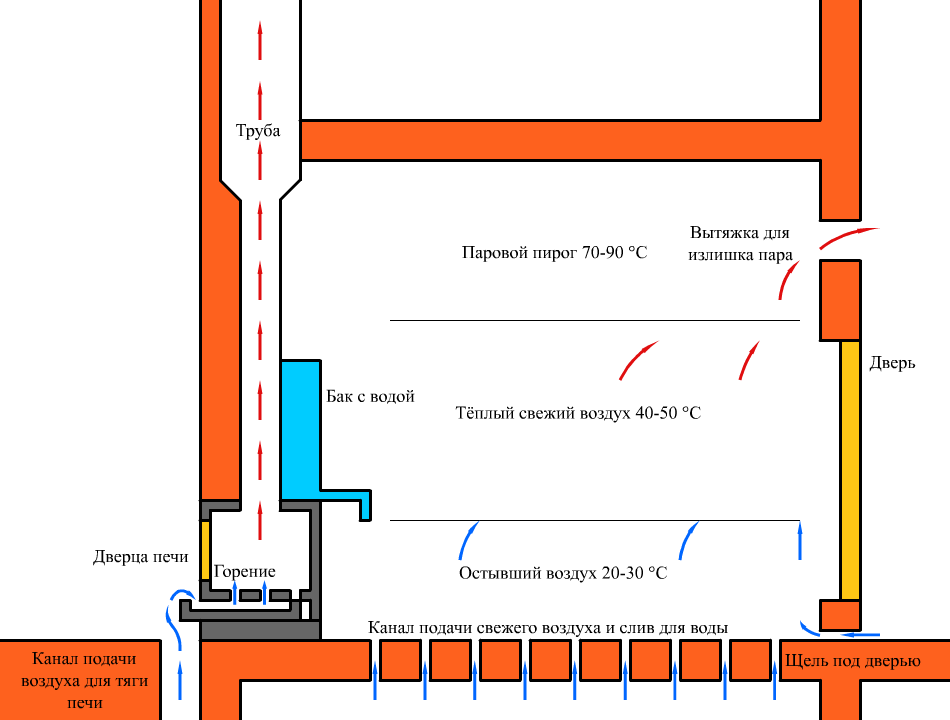 Труба
Вытяжка для
излишка пара
Паровой пирог 70-90 °C
Дверь
Бак с водой
Тёплый свежий воздух 40-50 °C
Дверца печи
Горение
Остывший воздух 20-30 °C
Канал подачи свежего воздуха и слив для воды
Канал подачи
воздуха для тяги
печи
Щель под дверью